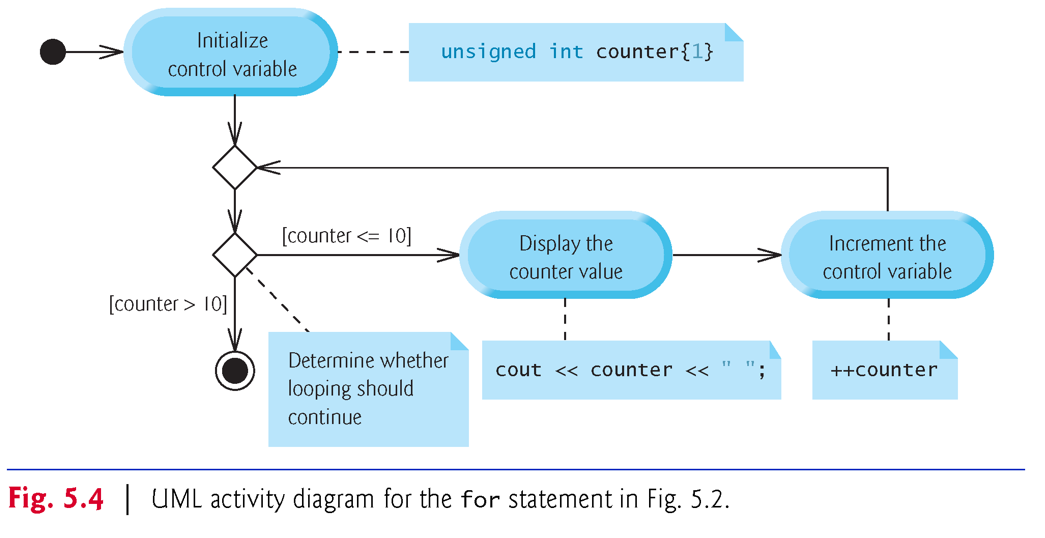 Initialize
control variable
unsigned int counter{1}
[counter <= 10]
Display the
counter value
Increment the
control variable
[counter > 10]
Determine whether
looping should
continue
cout << counter << " ";
++counter
Fig. 5.4 | UML activity diagram for the for statement in Fig. 5.2.